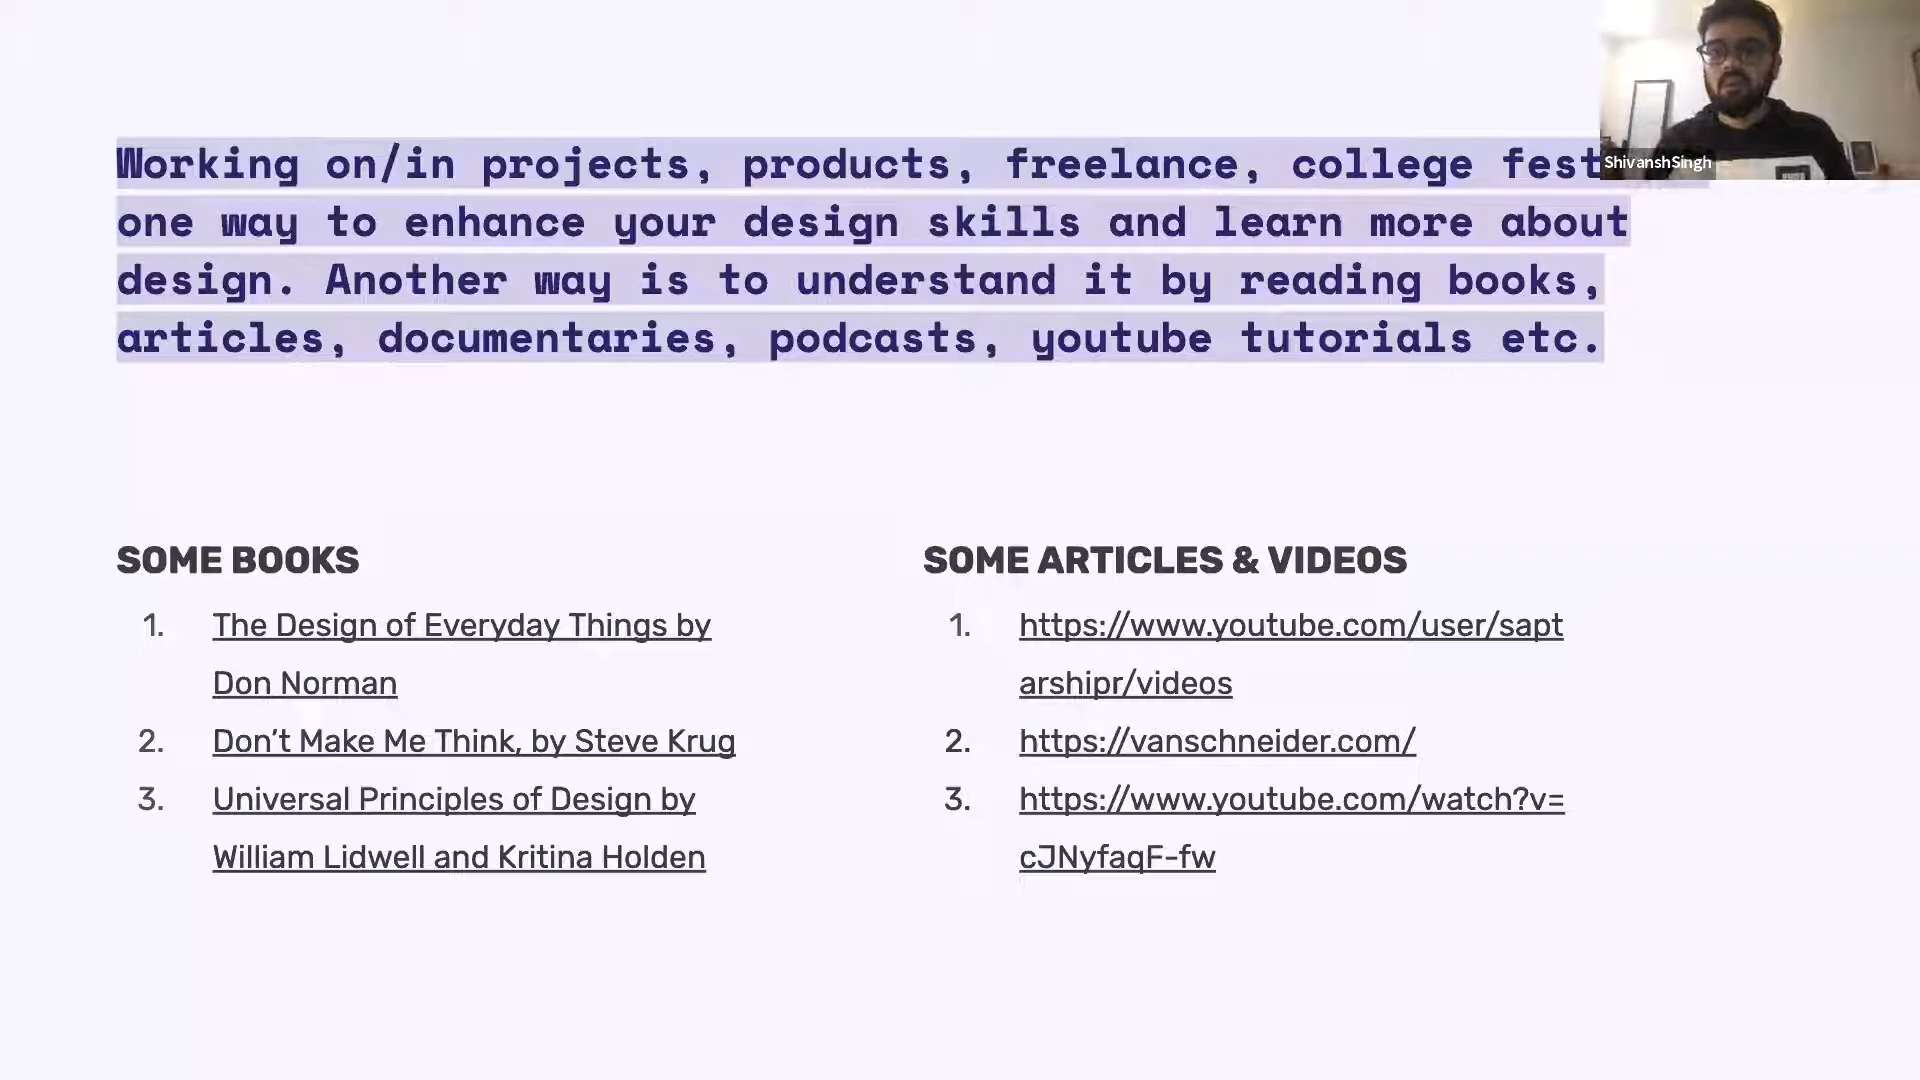 Working on/in projects, products, freelance, college fest
one way to enhance your design skills and learn more about
design. Another way is to understand it by reading books,
articles, documentaries, podcasts, youtube tutorials etc.
ShivanshSingh
SOME BOOKS
1. The Design of Everyday Things by
Don Norman
2. Don't Make Me Think, by Steve Krug
3. Universal Principles of Design by
William Lidwell and Kritina Holden
SOME ARTICLES & VIDEOS
1. https://www.youtube.com/user/sapt
arshipr/videos
2. https://vanschneider.com/
3. https://www.youtube.com/watch?v=
cJNyfaqF-fw